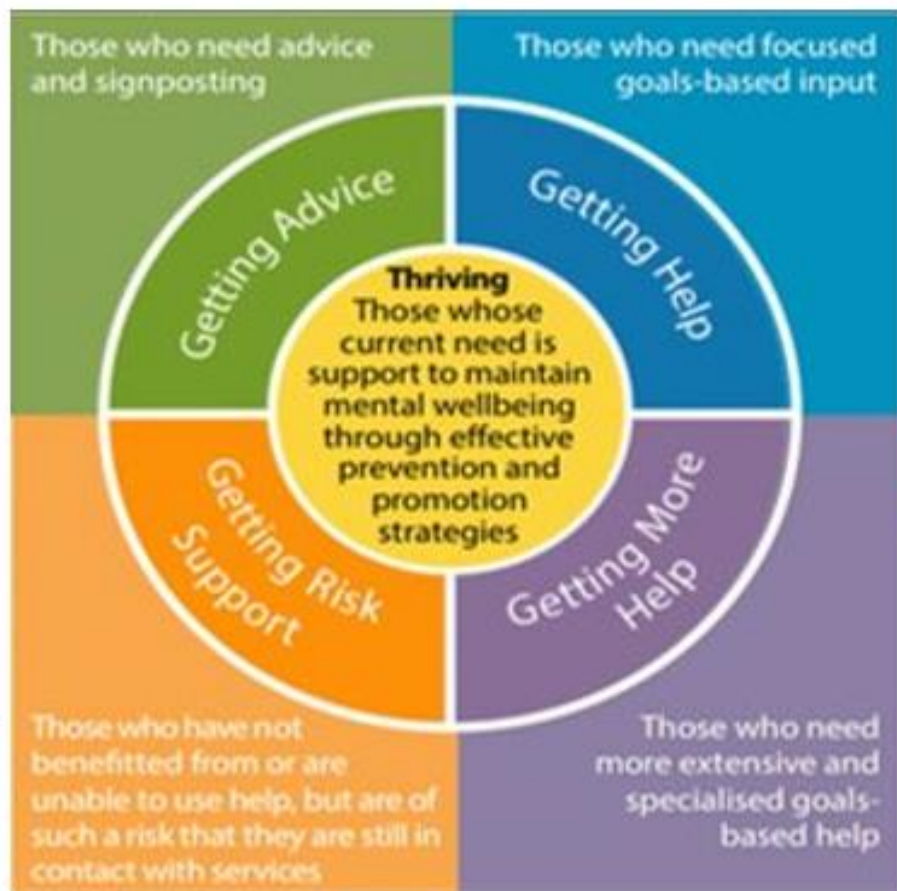 Those who need advice
and signposting
Those who need focused
goals-based input
Getting Advice
Getting Help
Thriving
Those whose
current need is
support to maintain
mental wellbeing
through effective
prevention and
promotion
strategies
Getting Risk
Support
Getting More
Help
Those who have not
benefitted from or are
unable to use help, but are of
such a risk that they are still in
contact with services
Those who need
more extensive and
specialised goals-
based help